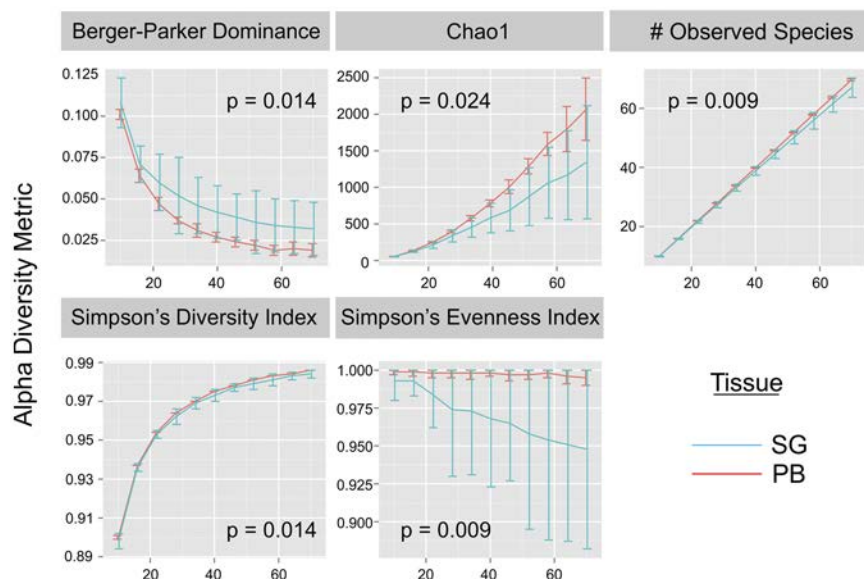 Berger-Parker Dominance
Chao1
# Observed Species
0.125
0.100
0.075
0.050
0.025
p = 0.014
20
40
60
2500
2000
1500
1000
500
0
p = 0.024
20
40
60
60
40
20
p = 0.009
20
40
60
Alpha Diversity Metric
Simpson's Diversity Index
Simpson's Evenness Index
0.99
0.97
0.95
0.93
0.91
0.89
p = 0.014
20
40
60
1.000
0.975
0.950
0.925
0.900
p = 0.009
20
40
60
Tissue
SG
PB